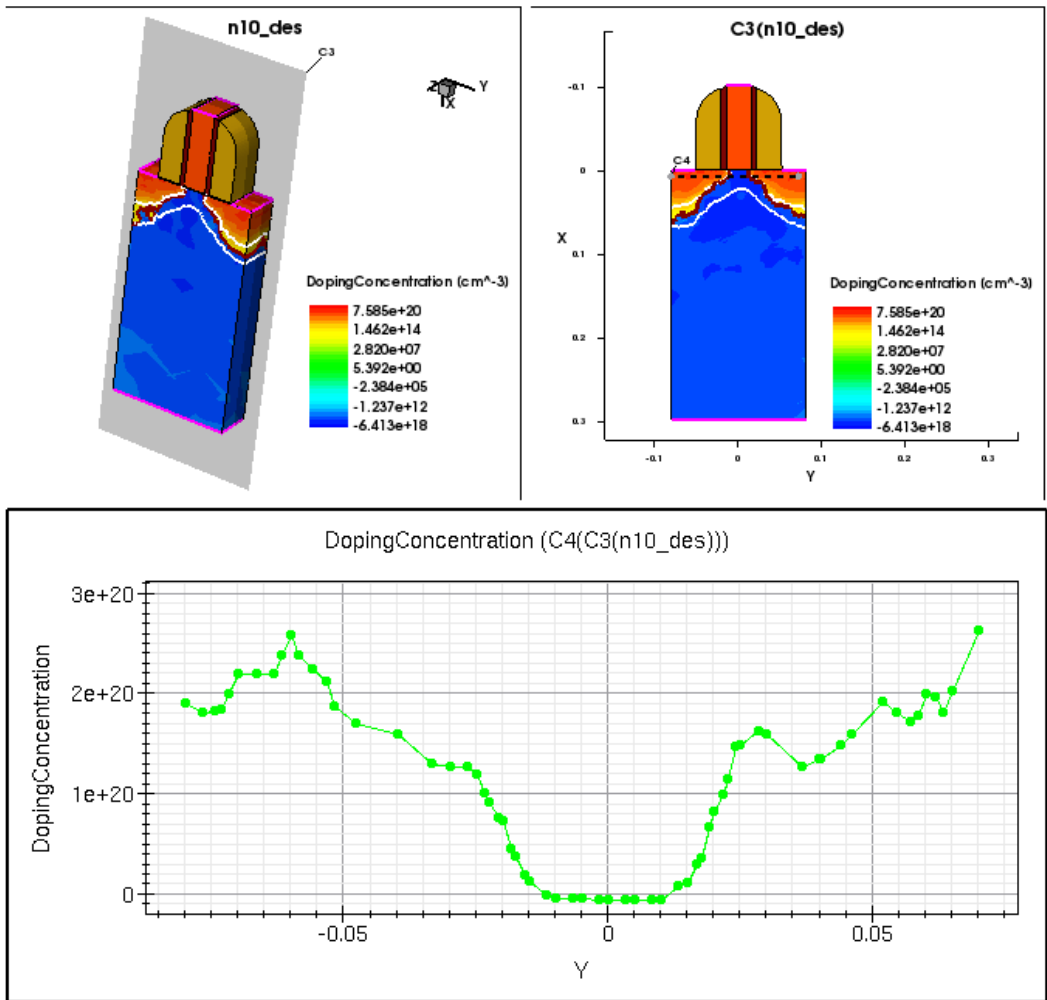 n10_des
C3
Z
Y
X
DopingConcentration (cm^-3)
7.585e+20
1.462e+14
2.820e+07
5.392e+00
-2.384e+05
-1.237e+12
-6.413e+18
C3(n10_des)
-0.1
0
0.1
0.2
0.3
X
C4
-0.1
0
0.1
0.2
0.3
Y
DopingConcentration (cm^-3)
7.585e+20
1.462e+14
2.820e+07
5.392e+00
-2.384e+05
-1.237e+12
-6.413e+18
DopingConcentration (C4(C3(n10_des)))
DopingConcentration
3e+20
2e+20
1e+20
0
-0.05
0
0.05
Y